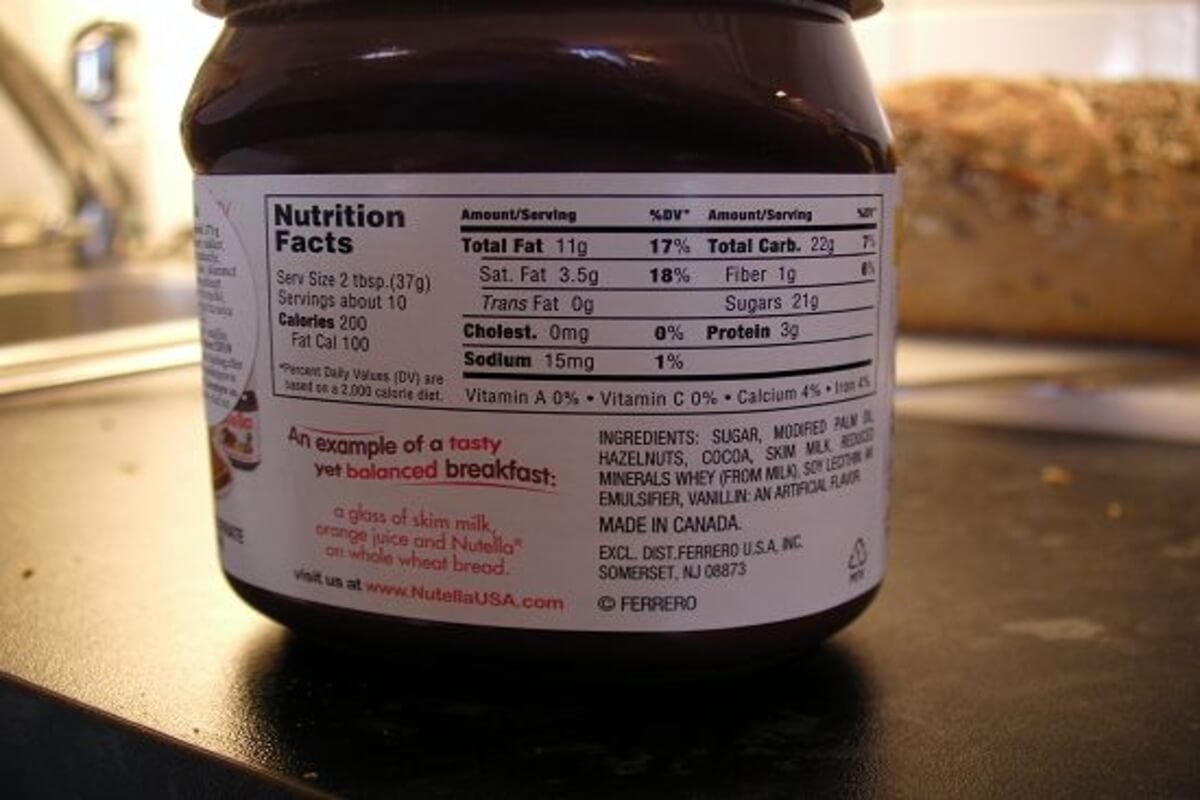 Nutrition
Facts
Serv Size 2 tbsp.(37g)
Servings about 10
Calories 200
Fat Cal 100
*Percent Daily Values (DV) are
based on a 2,000 calorie diet.
Amount/Serving %DV* Amount/Serving %DV*
Total Fat 11g 17% Total Carb. 22g 7%
Sat. Fat 3.5g 18% Fiber 1g 0%
Trans Fat 0g Sugars 21g
Cholest. 0mg 0% Protein 3g
Sodium 15mg 1%
Vitamin A 0% • Vitamin C 0% • Calcium 4% • Iron 4%
An example of a tasty
yet balanced breakfast:
a glass of skim milk,
orange juice and Nutella®
on whole wheat bread.
visit us at www.NutellaUSA.com
INGREDIENTS: SUGAR, MODIFIED PALM OIL,
HAZELNUTS, COCOA, SKIM MILK, REDUCED
MINERALS WHEY (FROM MILK), SOY LECITHIN: AN
EMULSIFIER, VANILLIN: AN ARTIFICIAL FLAVOR.
MADE IN CANADA.
EXCL. DIST.FERRERO U.S.A, INC.
SOMERSET, NJ 08873
© FERRERO